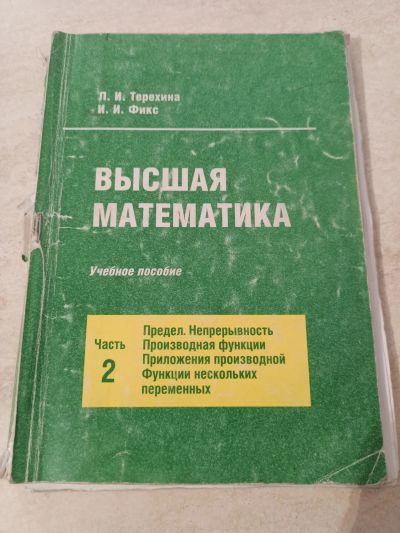 Л. И. Терехина
И. И. Фикс
ВЫСШАЯ
МАТЕМАТИКА
Учебное пособие
Часть
2
Предел. Непрерывность
Производная функции
Приложения производной
Функции нескольких
переменных